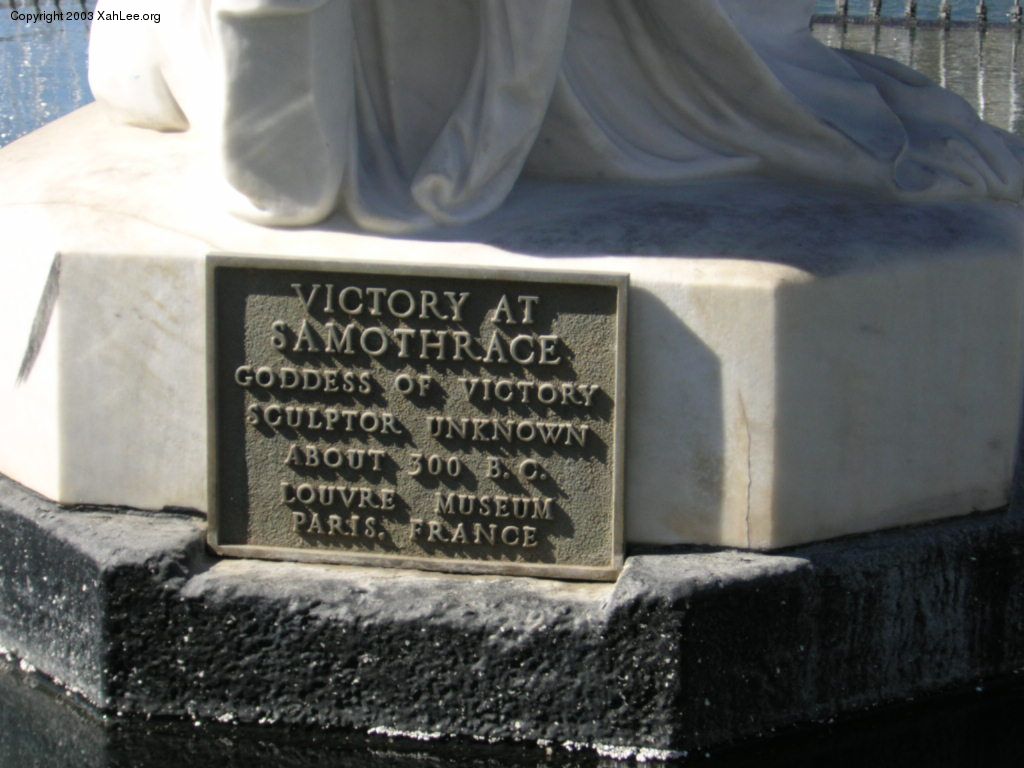 Copyright 2003 XahLee.org
VICTORY AT
SAMOTHRACE
GODDESS OF VICTORY
SCULPTOR UNKNOWN
ABOUT 300 B.C.
LOUVRE MUSEUM
PARIS, FRANCE